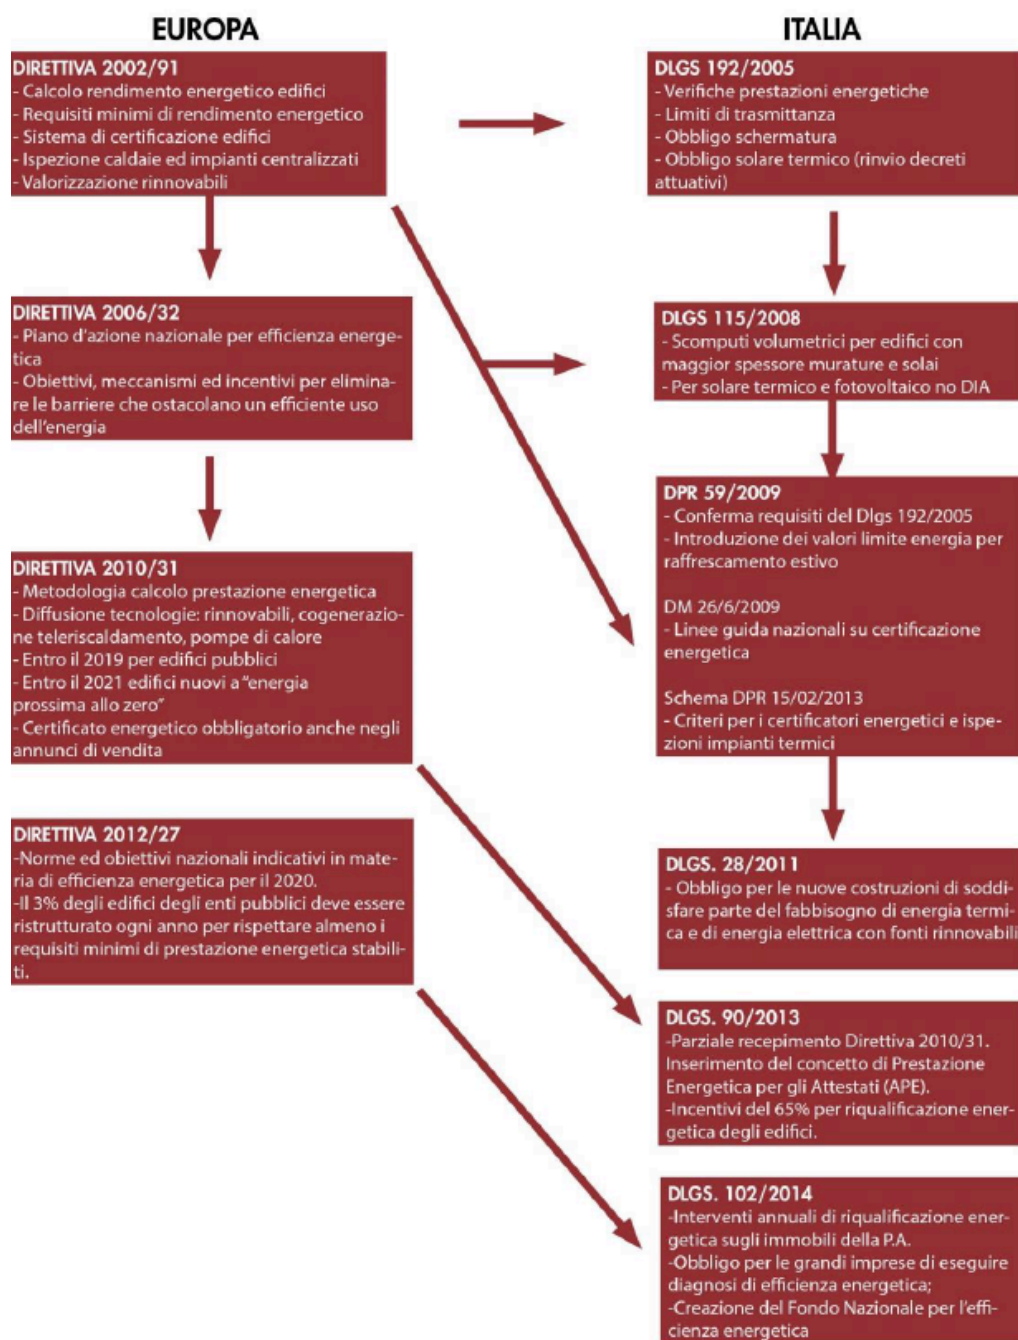 EUROPA
DIRETTIVA 2002/91
- Calcolo rendimento energetico edifici
- Requisiti minimi di rendimento energetico
- Sistema di certificazione edifici
- Ispezione caldaie ed impianti centralizzati
- Valorizzazione rinnovabili
DIRETTIVA 2006/32
- Piano d'azione nazionale per efficienza energe-
tica
- Obiettivi, meccanismi ed incentivi per elimina-
re le barriere che ostacolano un efficiente uso
dell'energia
DIRETTIVA 2010/31
- Metodologia calcolo prestazione energetica
- Diffusione tecnologie: rinnovabili, cogenerazio-
ne teleriscaldamento, pompe di calore
- Entro il 2019 per edifici pubblici
- Entro il 2021 edifici nuovi a "energia
prossima allo zero"
- Certificato energetico obbligatorio anche negli
annunci di vendita
DIRETTIVA 2012/27
-Norme ed obiettivi nazionali indicativi in mate-
ria di efficienza energetica per il 2020.
-Il 3% degli edifici degli enti pubblici deve essere
ristrutturato ogni anno per rispettare almeno i
requisiti minimi di prestazione energetica stabili-
ti.
ITALIA
DLGS 192/2005
- Verifiche prestazioni energetiche
- Limiti di trasmittanza
- Obbligo schermatura
- Obbligo solare termico (rinvio decreti
attuativi)
DLGS 115/2008
- Scomputi volumetrici per edifici con
maggior spessore murature e solai
- Per solare termico e fotovoltaico no DIA
DPR 59/2009
- Conferma requisiti del Dlgs 192/2005
- Introduzione dei valori limite energia per
raffrescamento estivo
DM 26/6/2009
- Linee guida nazionali su certificazione
energetica
Schema DPR 15/02/2013
- Criteri per i certificatori energetici e ispe-
zioni impianti termici
DLGS. 28/2011
- Obbligo per le nuove costruzioni di soddi-
sfare parte del fabbisogno di energia termi-
ca e di energia elettrica con fonti rinnovabili
DLGS. 90/2013
-Parziale recepimento Direttiva 2010/31.
Inserimento del concetto di Prestazione
Energetica per gli Attestati (APE).
-Incentivi del 65% per riqualificazione ener-
getica degli edifici.
DLGS. 102/2014
-Interventi annuali di riqualificazione ener-
getica sugli immobili della P.A.
-Obbligo per le grandi imprese di eseguire
diagnosi di efficienza energetica;
-Creazione del Fondo Nazionale per l'effi-
cienza energetica